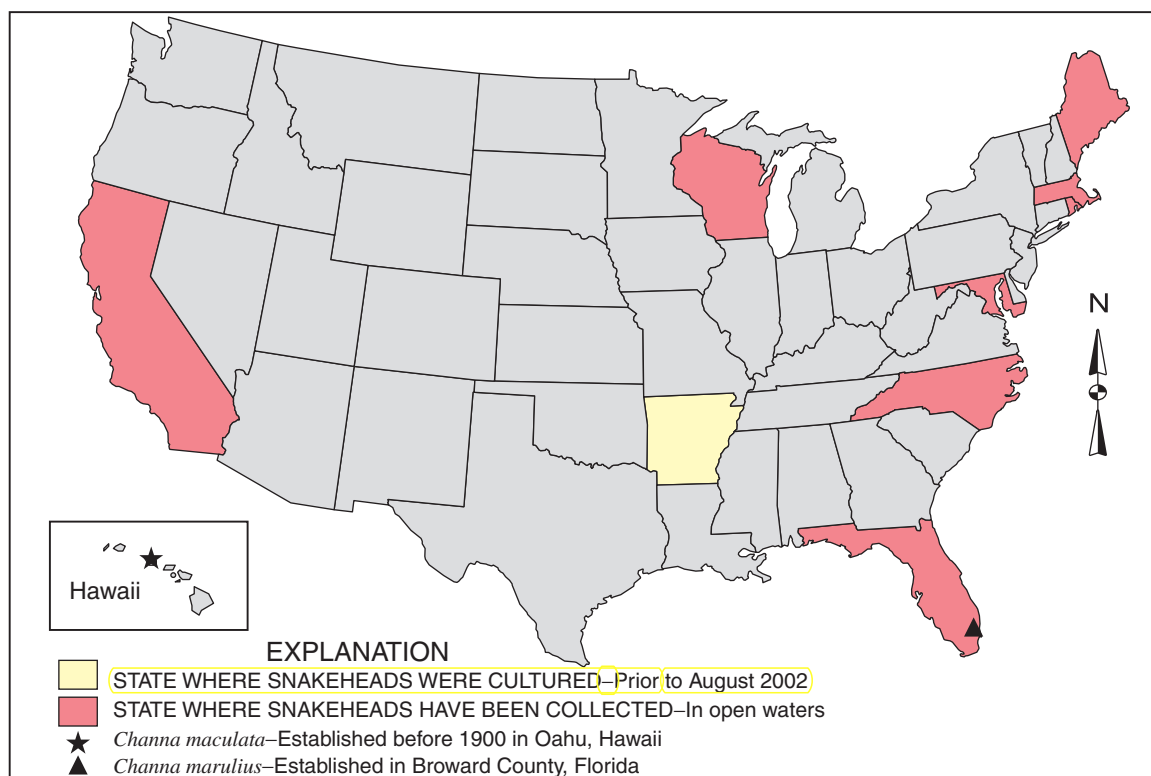 N
Hawaii
EXPLANATION
STATE WHERE SNAKEHEADS WERE CULTURED–Prior to August 2002
STATE WHERE SNAKEHEADS HAVE BEEN COLLECTED–In open waters
Channa maculata–Established before 1900 in Oahu, Hawaii
Channa marulius–Established in Broward County, Florida